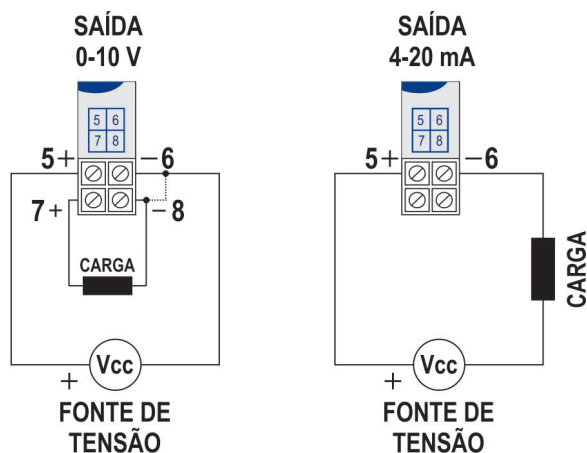 SAÍDA
0-10 V
5 6
7 8
5+
−6
7+
−8
CARGA
Vcc
+
FONTE DE
TENSÃO
SAÍDA
4-20 mA
5 6
7 8
5+
−6
CARGA
Vcc
+
FONTE DE
TENSÃO